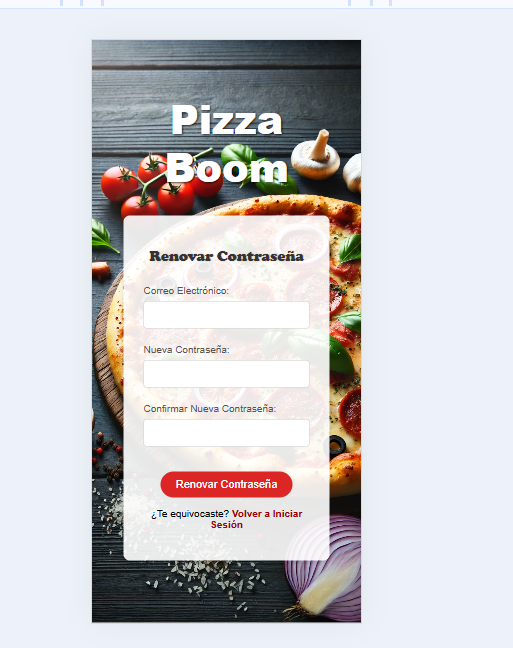 Pizza
Boom
Renovar Contraseña
Correo Electrónico:
Nueva Contraseña:
Confirmar Nueva Contraseña:
Renovar Contraseña
¿Te equivocaste? Volver a Iniciar
Sesión